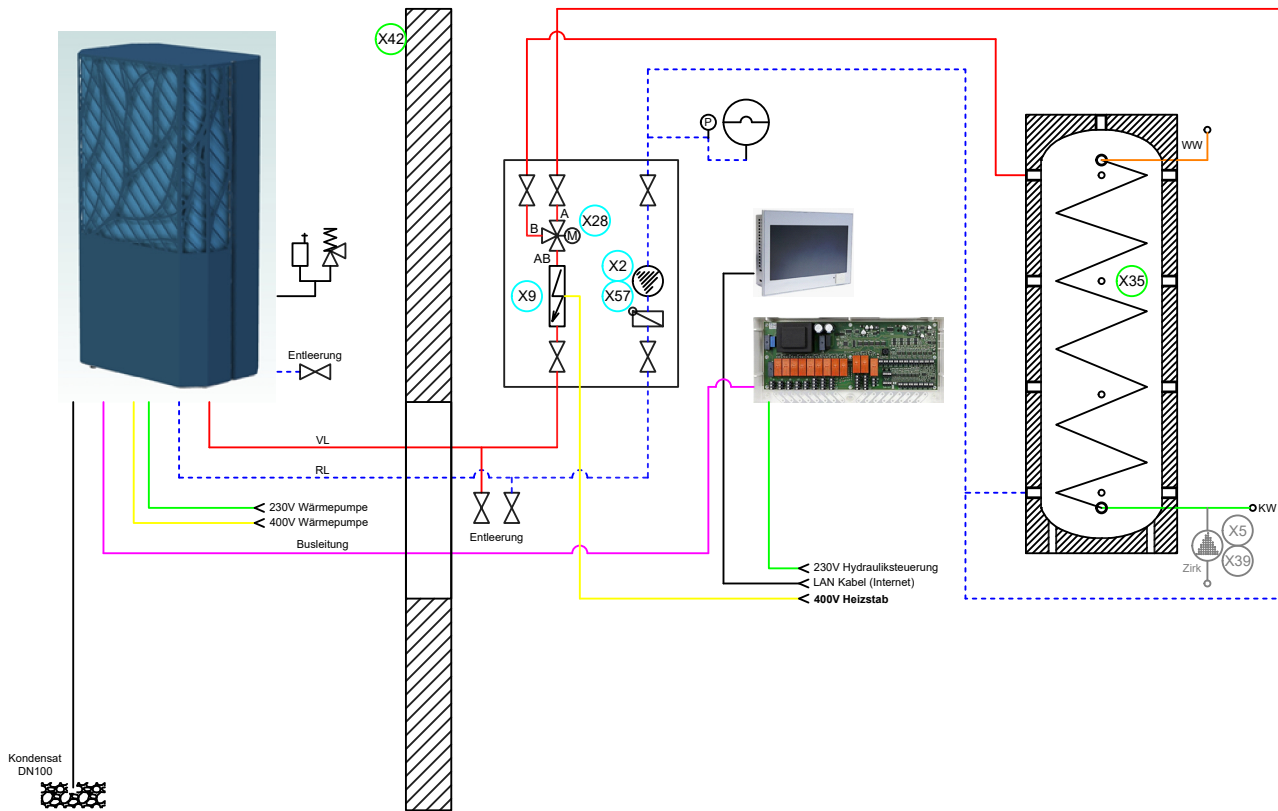 X42
P
WW
A
X28
B
M
AB
X2
X9
X57
X35
Entleerung
VL
RL
230V Wärmepumpe
400V Wärmepumpe
Entleerung
Busleitung
KW
X5
X39
Zirk
230V Hydrauliksteuerung
LAN Kabel (Internet)
400V Heizstab
Kondensat
DN100